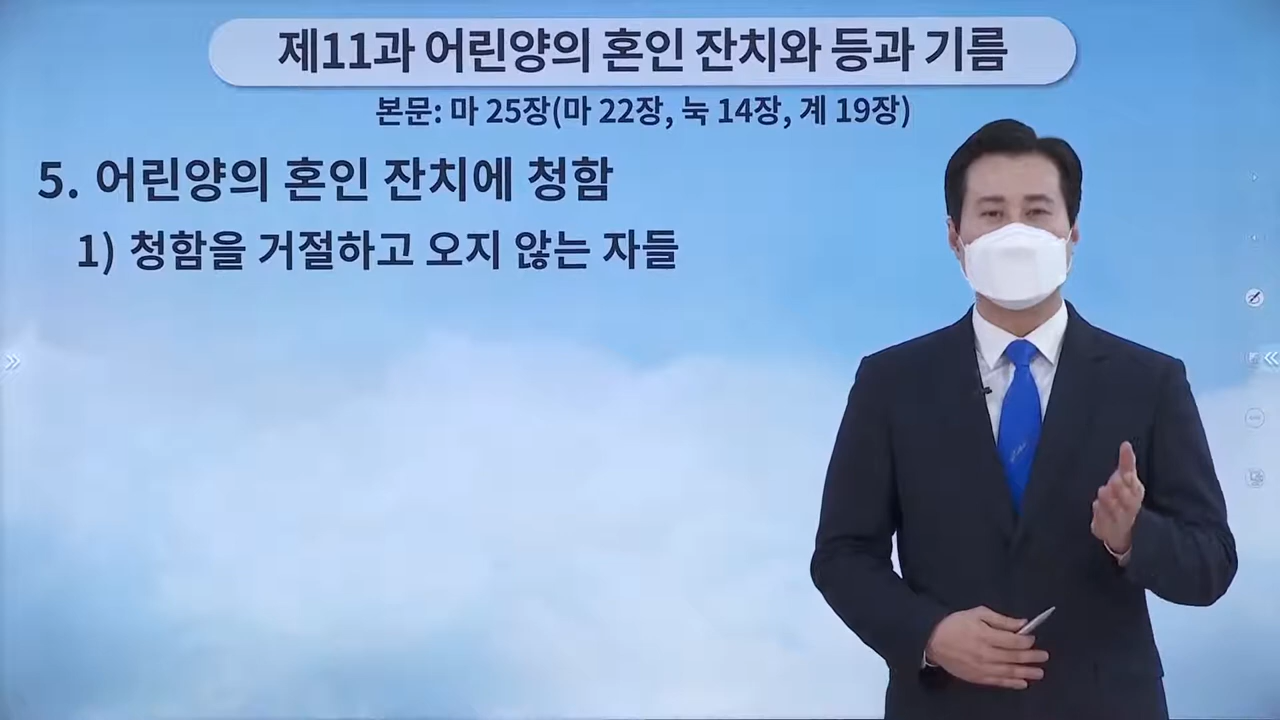 제11과 어린양의 혼인 잔치와 등과 기름
본문: 마 25장(마 22장, 눅 14장, 계 19장)
5. 어린양의 혼인 잔치에 청함
1) 청함을 거절하고 오지 않는 자들